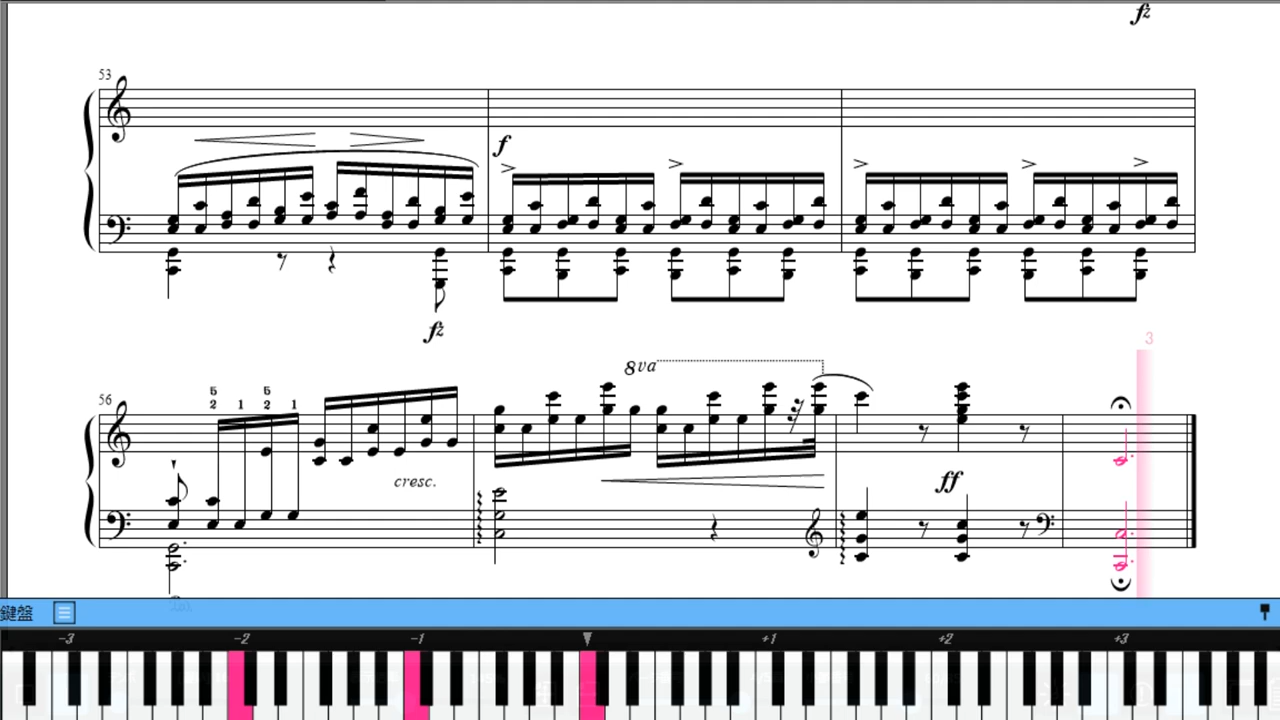 fz
53
f
fz
3
8va
56
5 5
2 1 2 1
cresc.
ff
鍵盤
-3 -2 -1 +1 +2 +3